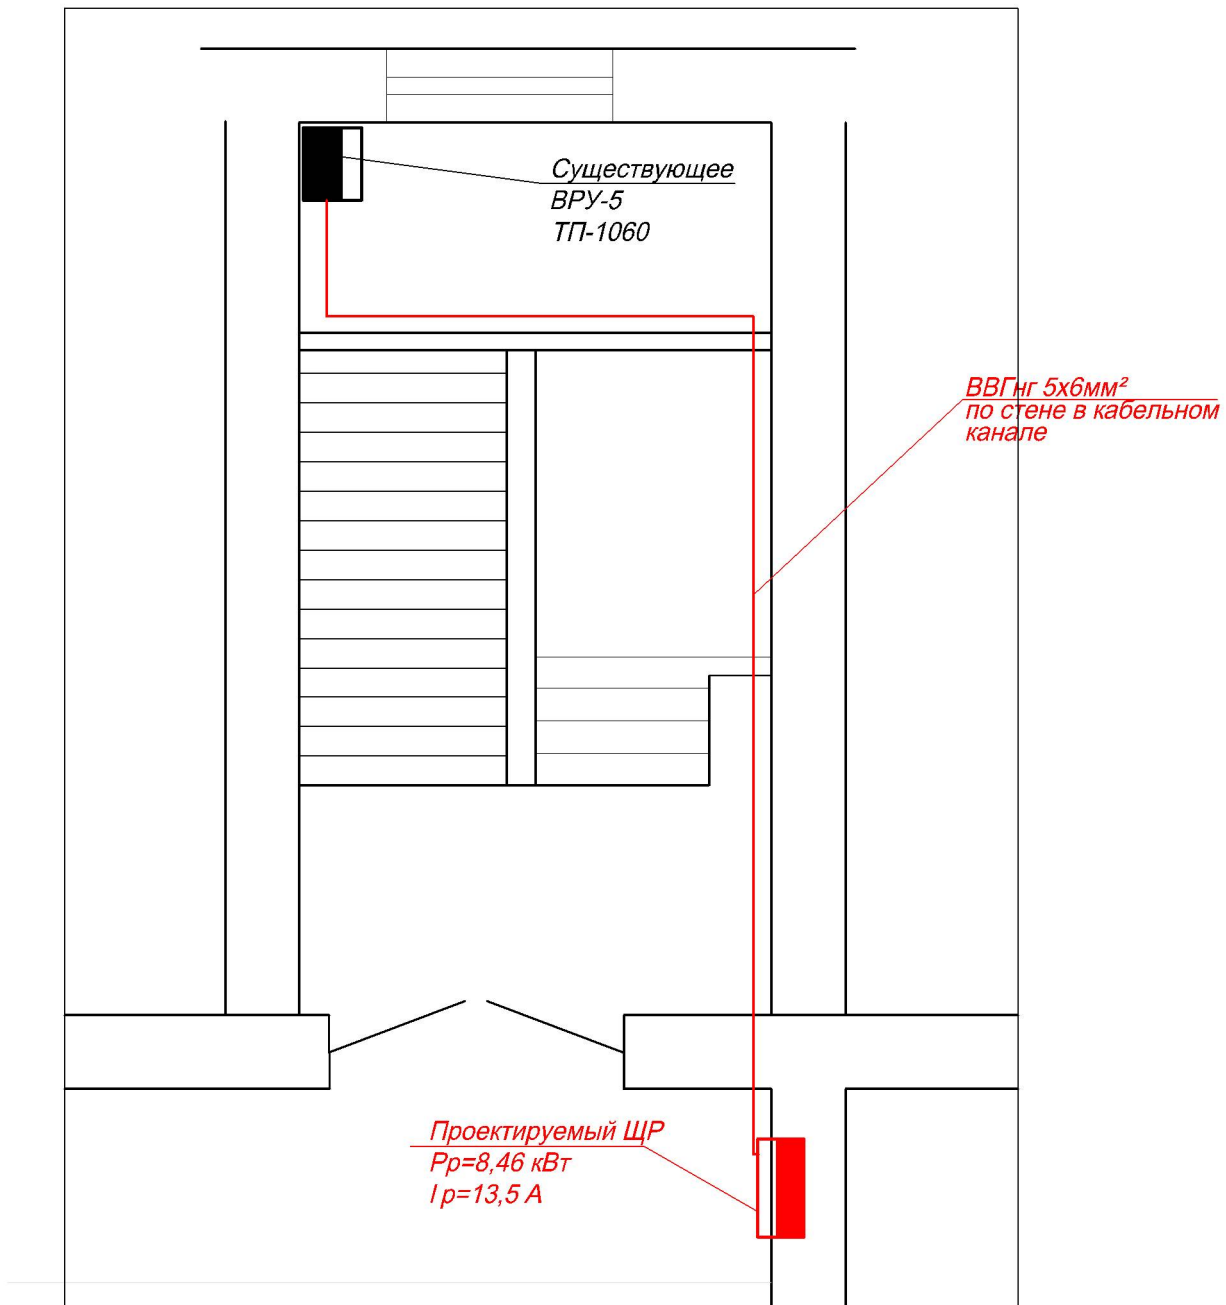 Существующее
ВРУ-5
ТП-1060
ВВГнг 5х6мм²
по стене в кабельном
канале
Проектируемый ЩР
Рр=8,46 кВт
Iр=13,5 А